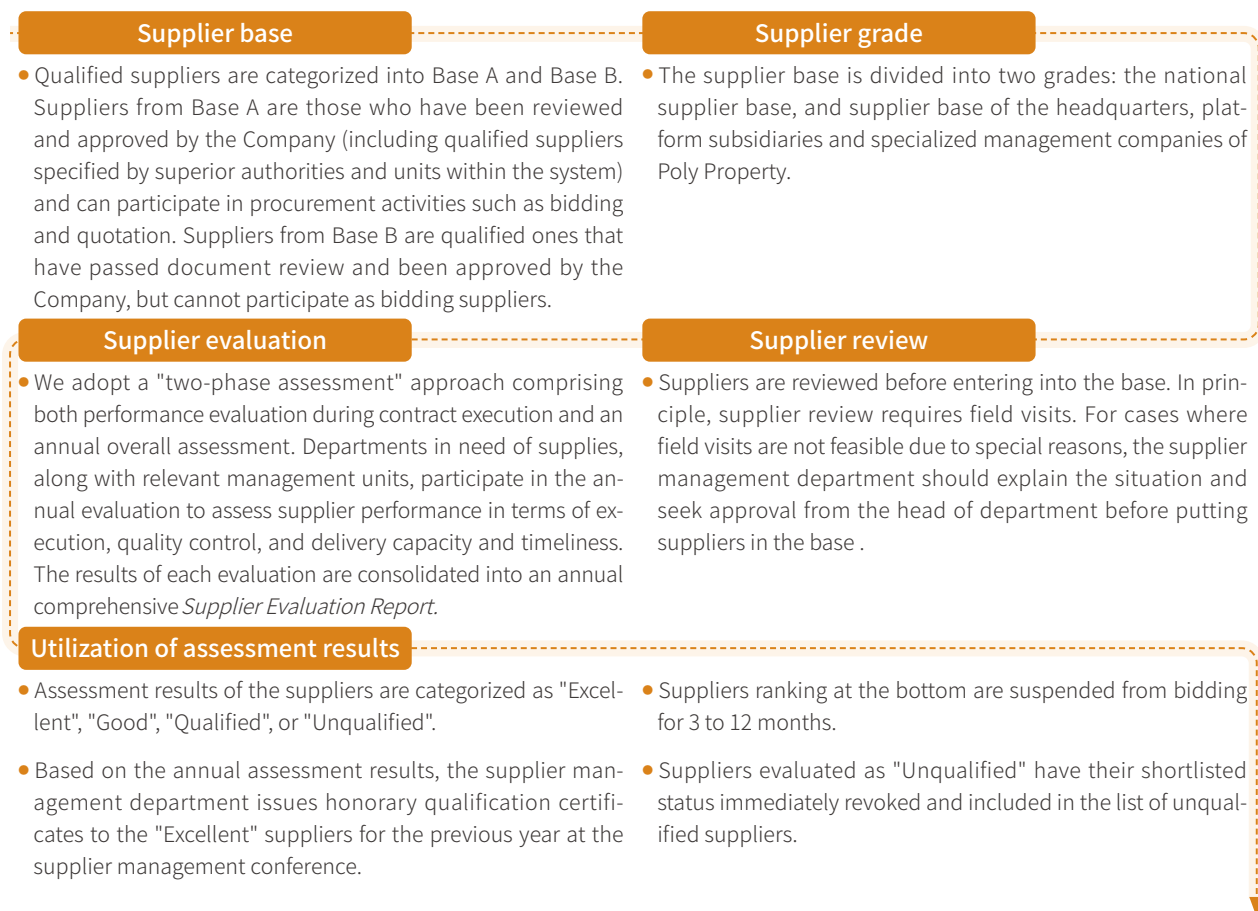 Supplier base
• Qualified suppliers are categorized into Base A and Base B.
Suppliers from Base A are those who have been reviewed
and approved by the Company (including qualified suppliers
specified by superior authorities and units within the system)
and can participate in procurement activities such as bidding
and quotation. Suppliers from Base B are qualified ones that
have passed document review and been approved by the
Company, but cannot participate as bidding suppliers.
Supplier grade
• The supplier base is divided into two grades: the national
supplier base, and supplier base of the headquarters, plat-
form subsidiaries and specialized management companies of
Poly Property.
Supplier evaluation
• We adopt a "two-phase assessment" approach comprising
both performance evaluation during contract execution and an
annual overall assessment. Departments in need of supplies,
along with relevant management units, participate in the an-
nual evaluation to assess supplier performance in terms of ex-
ecution, quality control, and delivery capacity and timeliness.
The results of each evaluation are consolidated into an annual
comprehensive Supplier Evaluation Report.
Supplier review
• Suppliers are reviewed before entering into the base. In prin-
ciple, supplier review requires field visits. For cases where
field visits are not feasible due to special reasons, the supplier
management department should explain the situation and
seek approval from the head of department before putting
suppliers in the base .
Utilization of assessment results
• Assessment results of the suppliers are categorized as "Excel-
lent", "Good", "Qualified", or "Unqualified".
• Based on the annual assessment results, the supplier man-
agement department issues honorary qualification certifi-
cates to the "Excellent" suppliers for the previous year at the
supplier management conference.
• Suppliers ranking at the bottom are suspended from bidding
for 3 to 12 months.
• Suppliers evaluated as "Unqualified" have their shortlisted
status immediately revoked and included in the list of unqual-
ified suppliers.